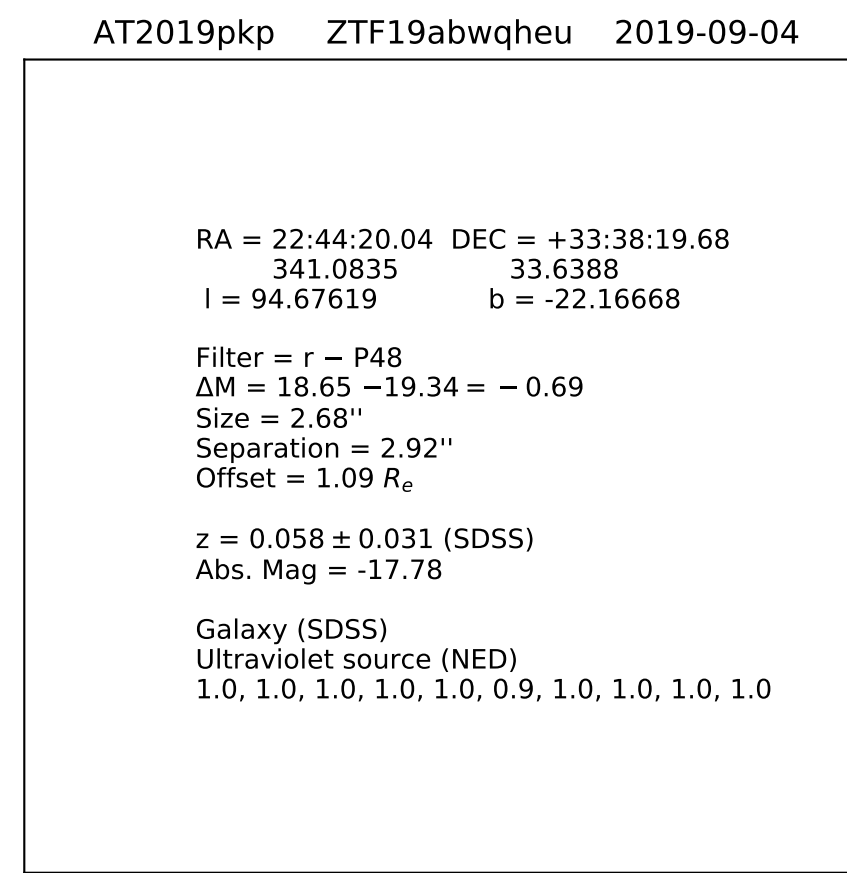 AT2019pkp ZTF19abwqheu 2019-09-04
RA = 22:44:20.04 DEC = +33:38:19.68
341.0835 33.6388
l = 94.67619 b = -22.16668
Filter = r − P48
ΔM = 18.65 −19.34 = − 0.69
Size = 2.68''
Separation = 2.92''
Offset = 1.09 Rₑ
z = 0.058 ± 0.031 (SDSS)
Abs. Mag = -17.78
Galaxy (SDSS)
Ultraviolet source (NED)
1.0, 1.0, 1.0, 1.0, 1.0, 0.9, 1.0, 1.0, 1.0, 1.0